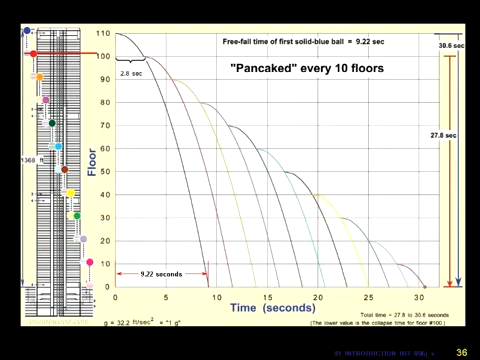 Free-fall time of first solid-blue ball = 9.22 sec
30.6 sec
"Pancaked" every 10 floors
2.8 sec
27.8 sec
1368 ft
Floor
110
100
90
80
70
60
50
40
30
20
10
0
9.22 seconds
0
5
10
15
20
25
30
Time (seconds)
g = 32.2 ft/sec² = "1 g"
Total time = 27.8 to 30.6 seconds
(The lower value is the collapse time for floor #100.)
36